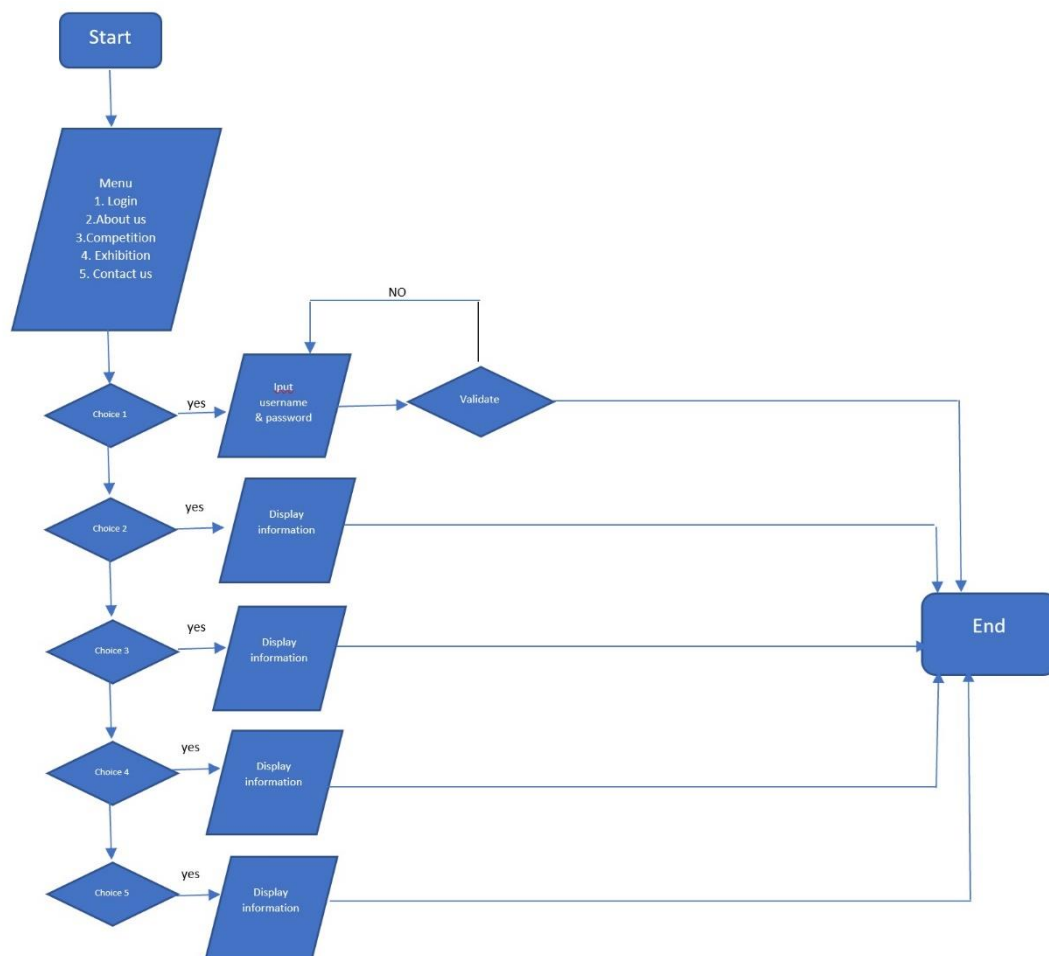 Start
Menu
1. Login
2.About us
3.Competition
4. Exhibition
5. Contact us
NO
Choice 1
yes
Iput
username
& password
Validate
Choice 2
yes
Display
information
Choice 3
yes
Display
information
End
Choice 4
yes
Display
information
Choice 5
yes
Display
information